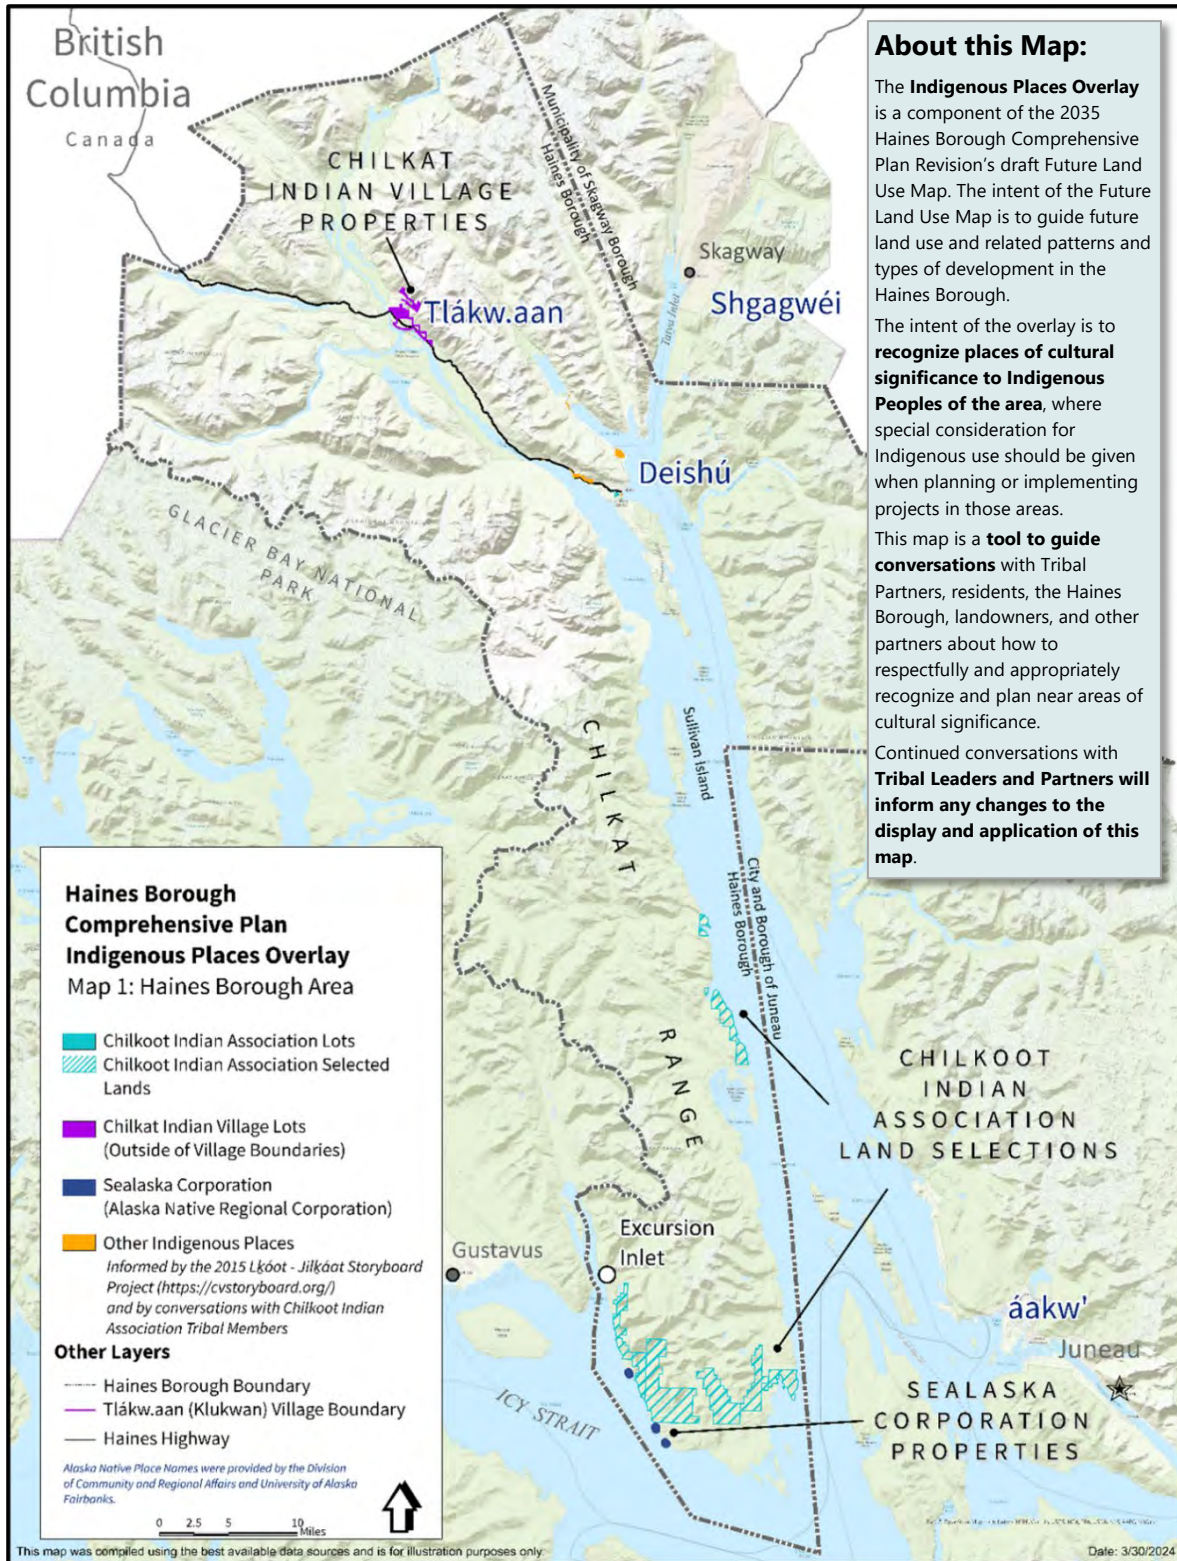 British
Columbia
Canada
CHILKAT
INDIAN VILLAGE
PROPERTIES
Municipality of Skagway Borough
Haines Borough
Skagway
Taiya Inlet
Shgagwéi
Tlákw.aan
Deishú
GLACIER BAY NATIONAL
PARK
CHILKAT
RANGE
Sullivan Island
City and Borough of Juneau
Haines Borough
CHILKOOT
INDIAN
ASSOCIATION
LAND SELECTIONS
Excursion
Inlet
Gustavus
áakw'
Juneau
ICY STRAIT
SEALASKA
CORPORATION
PROPERTIES
About this Map:
The Indigenous Places Overlay
is a component of the 2035
Haines Borough Comprehensive
Plan Revision’s draft Future Land
Use Map. The intent of the Future
Land Use Map is to guide future
land use and related patterns and
types of development in the
Haines Borough.
The intent of the overlay is to
recognize places of cultural
significance to Indigenous
Peoples of the area, where
special consideration for
Indigenous use should be given
when planning or implementing
projects in those areas.
This map is a tool to guide
conversations with Tribal
Partners, residents, the Haines
Borough, landowners, and other
partners about how to
respectfully and appropriately
recognize and plan near areas of
cultural significance.
Continued conversations with
Tribal Leaders and Partners will
inform any changes to the
display and application of this
map.
Haines Borough
Comprehensive Plan
Indigenous Places Overlay
Map 1: Haines Borough Area
Chilkoot Indian Association Lots
Chilkoot Indian Association Selected
Lands
Chilkat Indian Village Lots
(Outside of Village Boundaries)
Sealaska Corporation
(Alaska Native Regional Corporation)
Other Indigenous Places
Informed by the 2015 Lḵóot - Jilḵáat Storyboard
Project (https://cvstoryboard.org/)
and by conversations with Chilkoot Indian
Association Tribal Members
Other Layers
Haines Borough Boundary
Tlákw.aan (Klukwan) Village Boundary
Haines Highway
Alaska Native Place Names were provided by the Division
of Community and Regional Affairs and University of Alaska
Fairbanks.
0 2.5 5 10
Miles
This map was compiled using the best available data sources and is for illustration purposes only.
Date: 3/30/2024